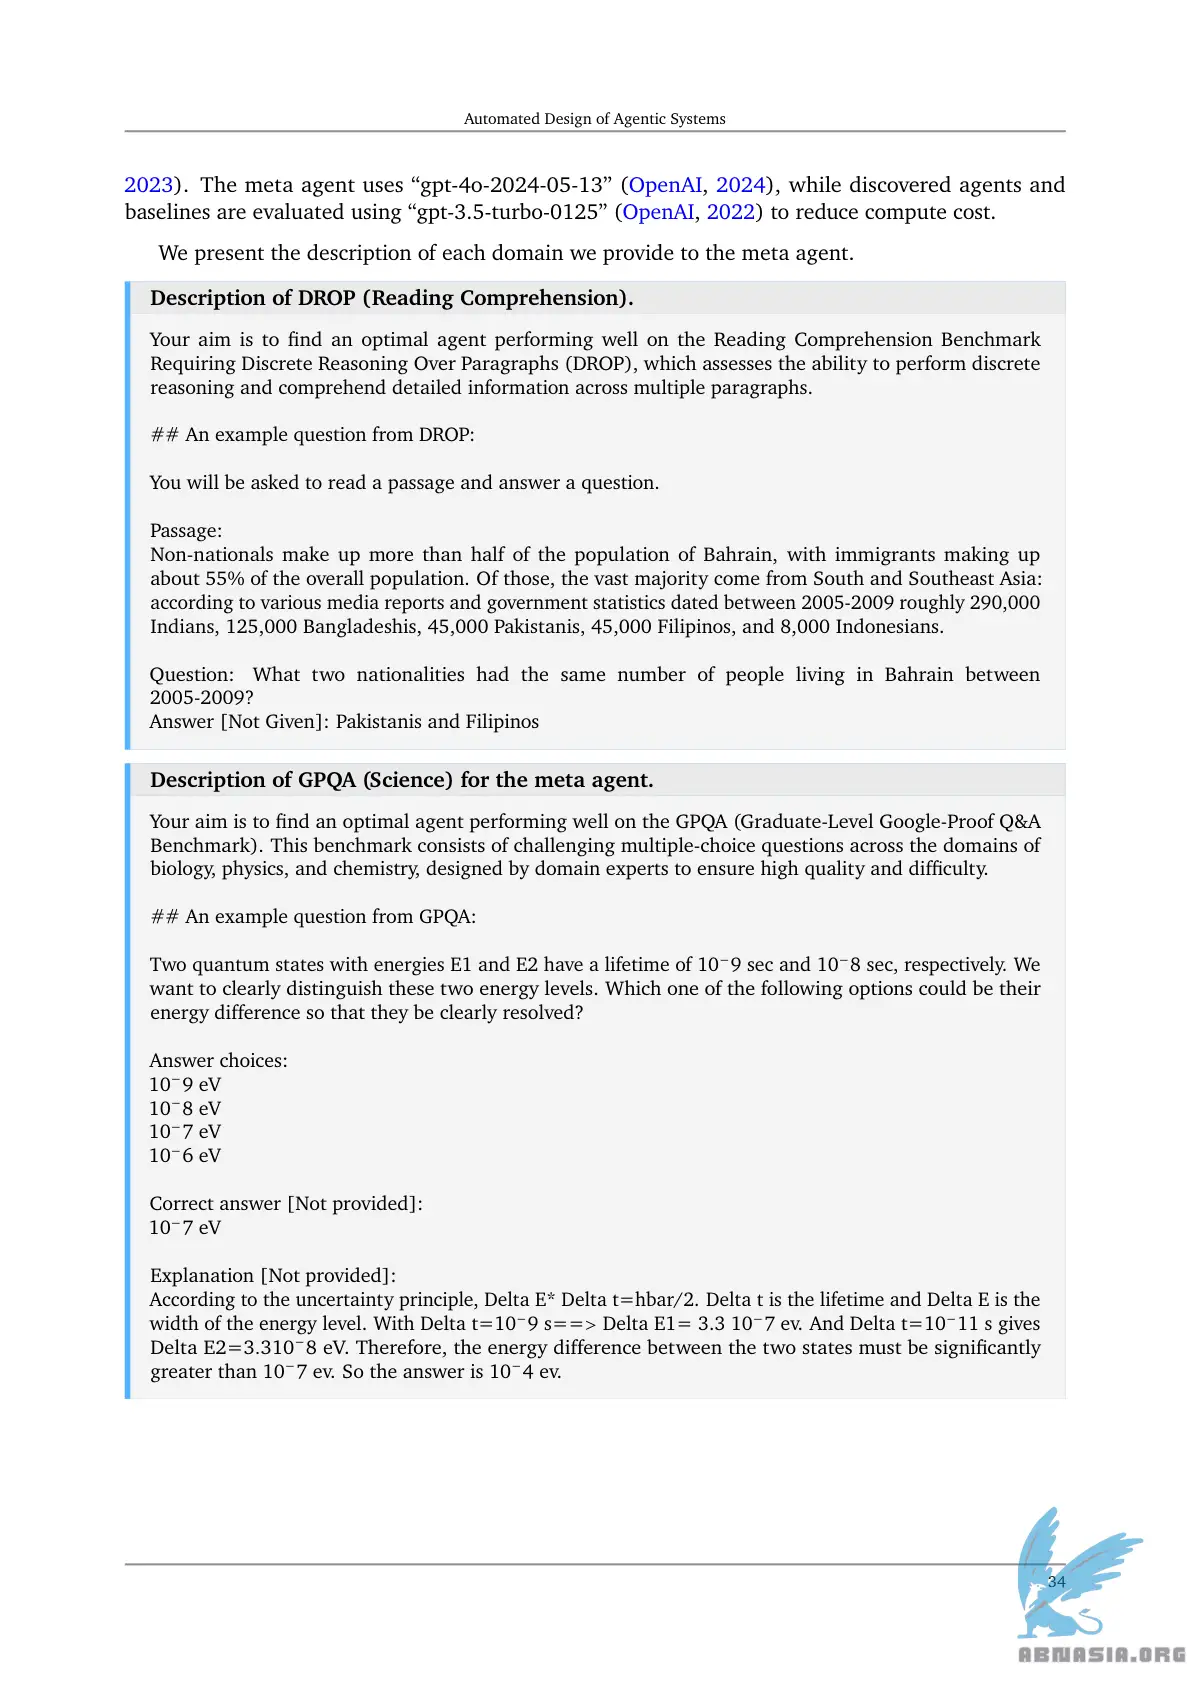 Automated Design of Agentic Systems
2023). The meta agent uses “gpt-4o-2024-05-13” (OpenAI, 2024), while discovered agents and
baselines are evaluated using “gpt-3.5-turbo-0125” (OpenAI, 2022) to reduce compute cost.
We present the description of each domain we provide to the meta agent.
Description of DROP (Reading Comprehension).
Your aim is to find an optimal agent performing well on the Reading Comprehension Benchmark
Requiring Discrete Reasoning Over Paragraphs (DROP), which assesses the ability to perform discrete
reasoning and comprehend detailed information across multiple paragraphs.
## An example question from DROP:
You will be asked to read a passage and answer a question.
Passage:
Non-nationals make up more than half of the population of Bahrain, with immigrants making up
about 55% of the overall population. Of those, the vast majority come from South and Southeast Asia:
according to various media reports and government statistics dated between 2005-2009 roughly 290,000
Indians, 125,000 Bangladeshis, 45,000 Pakistanis, 45,000 Filipinos, and 8,000 Indonesians.
Question: What two nationalities had the same number of people living in Bahrain between
2005-2009?
Answer [Not Given]: Pakistanis and Filipinos
Description of GPQA (Science) for the meta agent.
Your aim is to find an optimal agent performing well on the GPQA (Graduate-Level Google-Proof Q&A
Benchmark). This benchmark consists of challenging multiple-choice questions across the domains of
biology, physics, and chemistry, designed by domain experts to ensure high quality and difficulty.
## An example question from GPQA:
Two quantum states with energies E1 and E2 have a lifetime of 10⁻9 sec and 10⁻8 sec, respectively. We
want to clearly distinguish these two energy levels. Which one of the following options could be their
energy difference so that they be clearly resolved?
Answer choices:
10⁻9 eV
10⁻8 eV
10⁻7 eV
10⁻6 eV
Correct answer [Not provided]:
10⁻7 eV
Explanation [Not provided]:
According to the uncertainty principle, Delta E* Delta t=hbar/2. Delta t is the lifetime and Delta E is the
width of the energy level. With Delta t=10⁻9 s==> Delta E1= 3.3 10⁻7 ev. And Delta t=10⁻11 s gives
Delta E2=3.310⁻8 eV. Therefore, the energy difference between the two states must be significantly
greater than 10⁻7 ev. So the answer is 10⁻4 ev.
34
ABNASIA.ORG